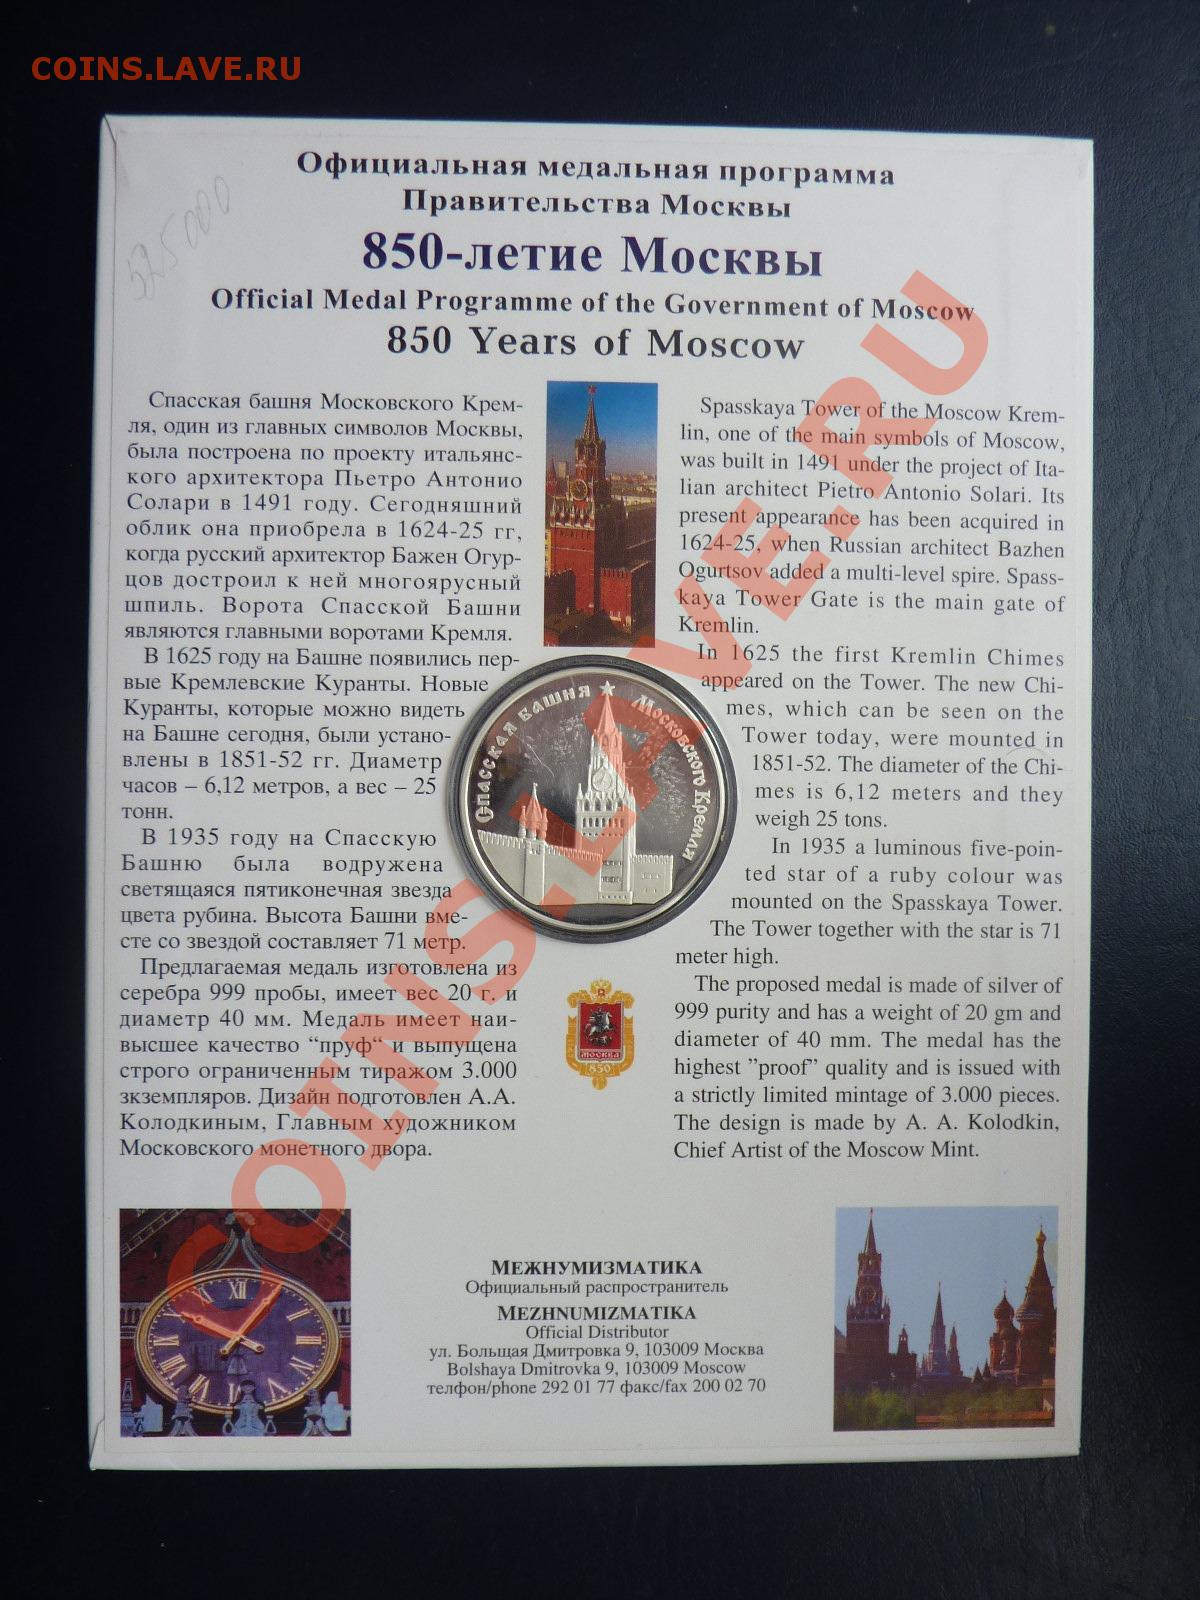 COINS.LAVE.RU
525000
Официальная медальная программа
Правительства Москвы
850-летие Москвы
Official Medal Programme of the Government of Moscow
850 Years of Moscow
Спасская башня Московского Крем-
ля, один из главных символов Москвы,
была построена по проекту итальянс-
кого архитектора Пьетро Антонио
Солари в 1491 году. Сегодняшний
облик она приобрела в 1624-25 гг,
когда русский архитектор Бажен Огур-
цов достроил к ней многоярусный
шпиль. Ворота Спасской Башни
являются главными воротами Кремля.
В 1625 году на Башне появились пер-
вые Кремлевские Куранты. Новые
Куранты, которые можно видеть
на Башне сегодня, были устано-
влены в 1851-52 гг. Диаметр
часов – 6,12 метров, а вес – 25
тонн.
В 1935 году на Спасскую
Башню была водружена
светящаяся пятиконечная звезда
цвета рубина. Высота Башни вме-
сте со звездой составляет 71 метр.
Предлагаемая медаль изготовлена из
серебра 999 пробы, имеет вес 20 г. и
диаметр 40 мм. Медаль имеет наи-
высшее качество “пруф“ и выпущена
строго ограниченным тиражом 3.000
экземпляров. Дизайн подготовлен А.А.
Колодкиным, Главным художником
Московского монетного двора.
Spasskaya Tower of the Moscow Krem-
lin, one of the main symbols of Moscow,
was built in 1491 under the project of Ita-
lian architect Pietro Antonio Solari. Its
present appearance has been acquired in
1624-25, when Russian architect Bazhen
Ogurtsov added a multi-level spire. Spass-
kaya Tower Gate is the main gate of
Kremlin.
In 1625 the first Kremlin Chimes
appeared on the Tower. The new Chi-
mes, which can be seen on the
Tower today, were mounted in
1851-52. The diameter of the Chi-
mes is 6,12 meters and they
weigh 25 tons.
In 1935 a luminous five-poin-
ted star of a ruby colour was
mounted on the Spasskaya Tower.
The Tower together with the star is 71
meter high.
The proposed medal is made of silver of
999 purity and has a weight of 20 gm and
diameter of 40 mm. The medal has the
highest ”proof” quality and is issued with
a strictly limited mintage of 3.000 pieces.
The design is made by A. A. Kolodkin,
Chief Artist of the Moscow Mint.
Спасская башня ★ Московского Кремля
МОСКВА
850
XII
МЕЖНУМИЗМАТИКА
Официальный распространитель
MEZHNUMIZMATIKA
Official Distributor
ул. Больщая Дмитровка 9, 103009 Москва
Bolshaya Dmitrovka 9, 103009 Moscow
телфон/phone 292 01 77 факс/fax 200 02 70
COINS.LAVE.RU